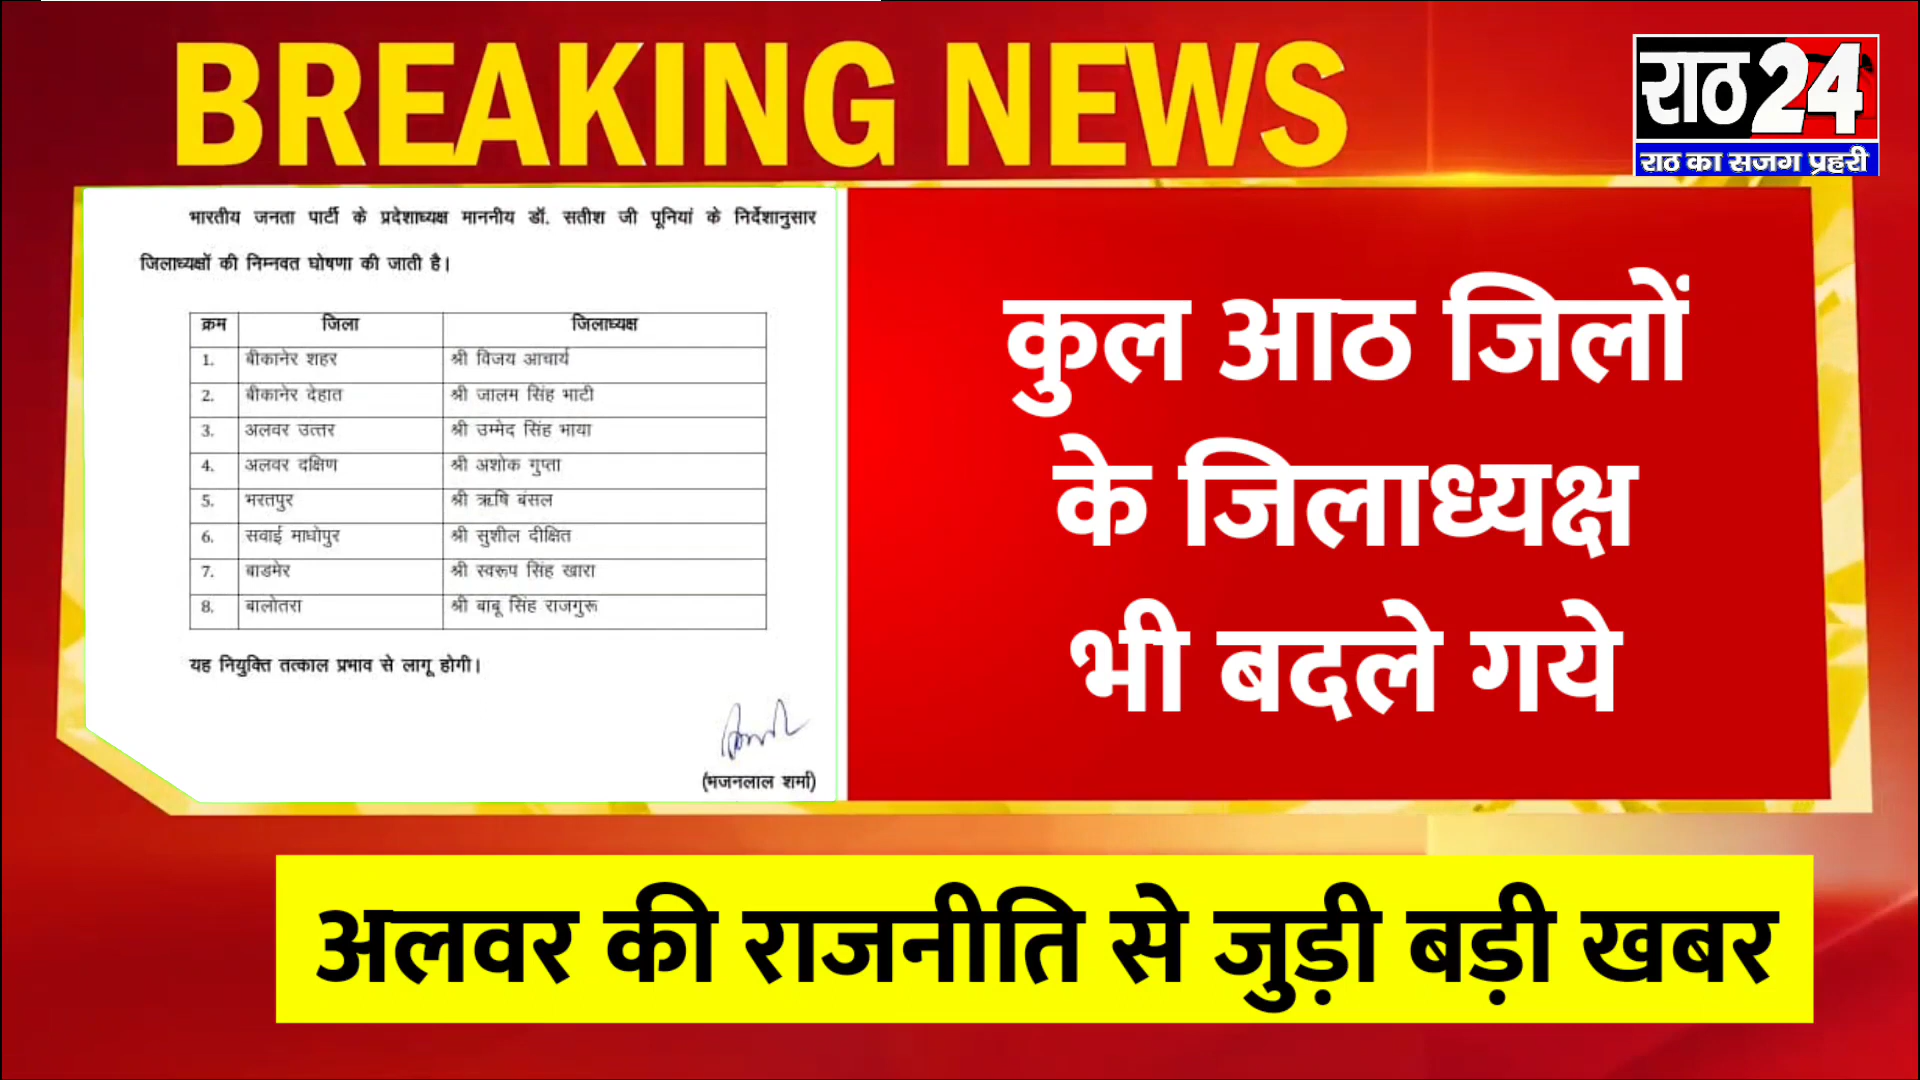 BREAKING NEWS
राठ 24
राठ का सजग प्रहरी
भारतीय जनता पार्टी के प्रदेशाध्यक्ष माननीय डॉ. सतीश जी पूनियां के निर्देशानुसार
जिलाध्यक्षों की निम्नवत घोषणा की जाती है।
क्रम जिला जिलाध्यक्ष
1. बीकानेर शहर श्री विजय आचार्य
2. बीकानेर देहात श्री जालम सिंह भाटी
3. अलवर उत्तर श्री उम्मेद सिंह भाया
4. अलवर दक्षिण श्री अशोक गुप्ता
5. भरतपुर श्री ऋषि बंसल
6. सवाई माधोपुर श्री सुशील दीक्षित
7. बाडमेर श्री स्वरूप सिंह खारा
8. बालोतरा श्री बाबू सिंह राजगुरू
यह नियुक्ति तत्काल प्रभाव से लागू होगी।
(भजनलाल शर्मा)
कुल आठ जिलों
के जिलाध्यक्ष
भी बदले गये
अलवर की राजनीति से जुड़ी बड़ी खबर